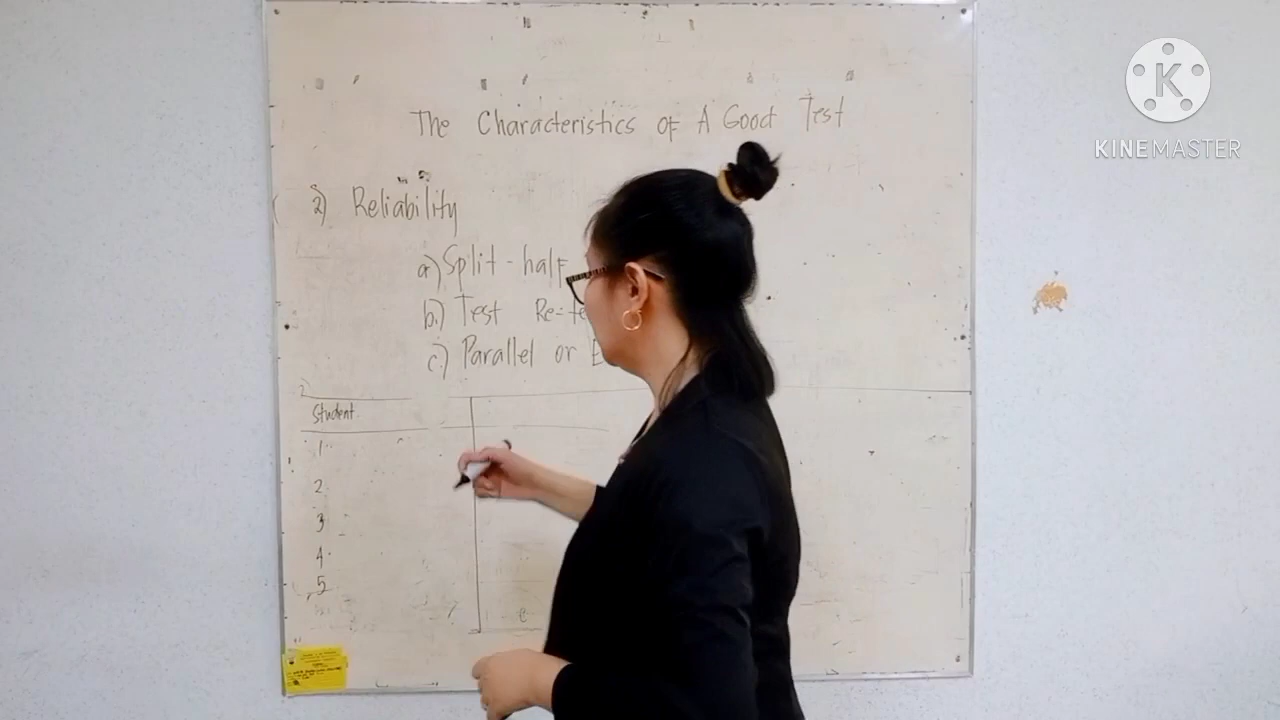 The Characteristics of A Good Test
KINEMASTER
2) Reliability
a) Split-half
b.) Test Re-te
c) Parallel or E
Student
1
2
3
4
5